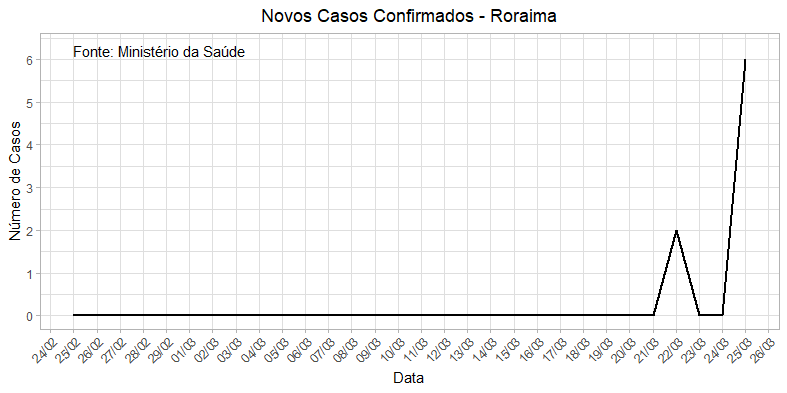 Novos Casos Confirmados - Roraima
Fonte: Ministério da Saúde
Número de Casos
6
5
4
3
2
1
0
24/02 25/02 26/02 27/02 28/02 29/02 01/03 02/03 03/03 04/03 05/03 06/03 07/03 08/03 09/03 10/03 11/03 12/03 13/03 14/03 15/03 16/03 17/03 18/03 19/03 20/03 21/03 22/03 23/03 24/03 25/03 26/03
Data